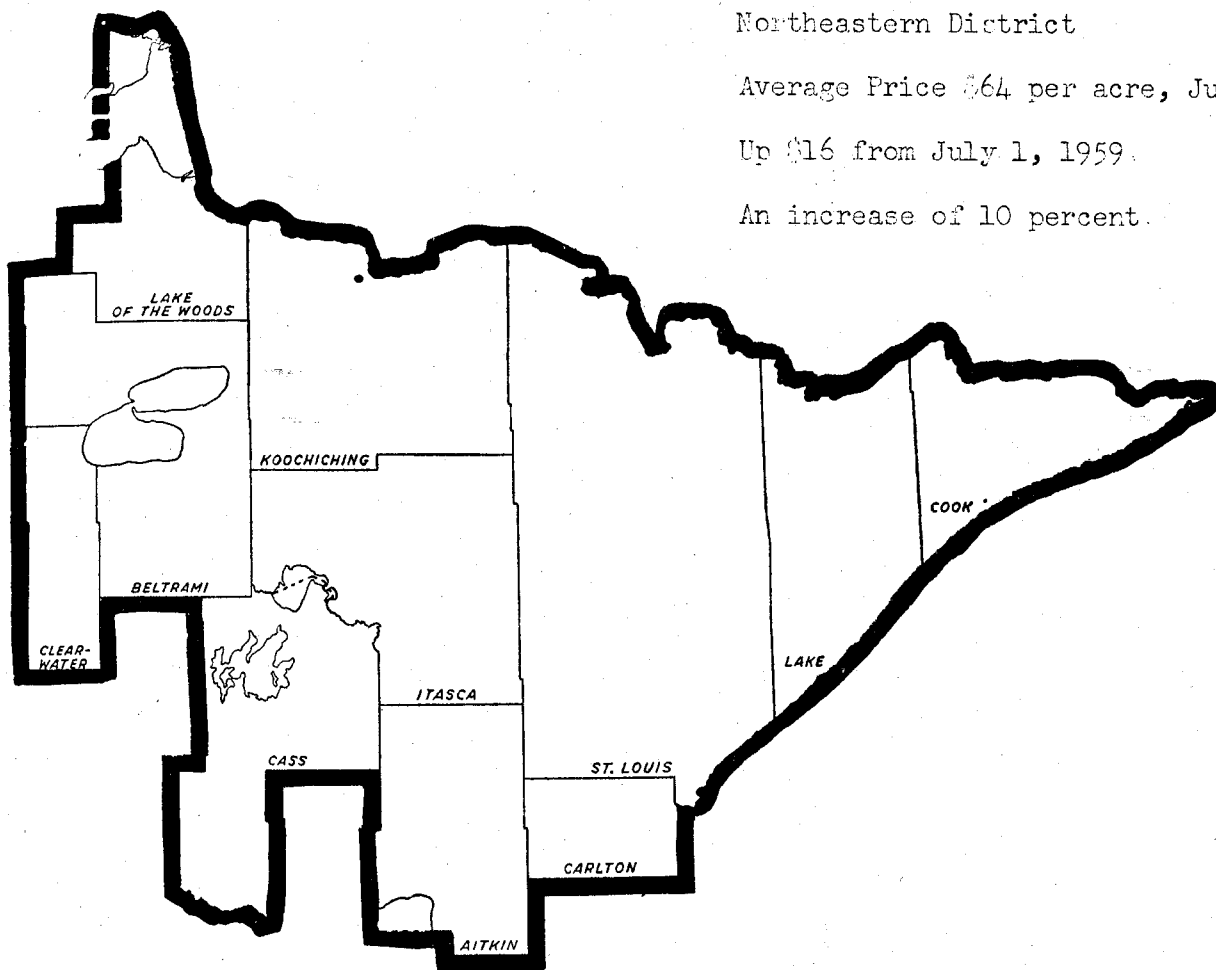 Northeastern District
Average Price $64 per acre, Ju
Up $16 from July 1, 1959.
An increase of 10 percent.
LAKE
OF THE WOODS
KOOCHICHING
COOK
BELTRAMI
CLEAR-
WATER
LAKE
ITASCA
CASS
ST. LOUIS
CARLTON
AITKIN